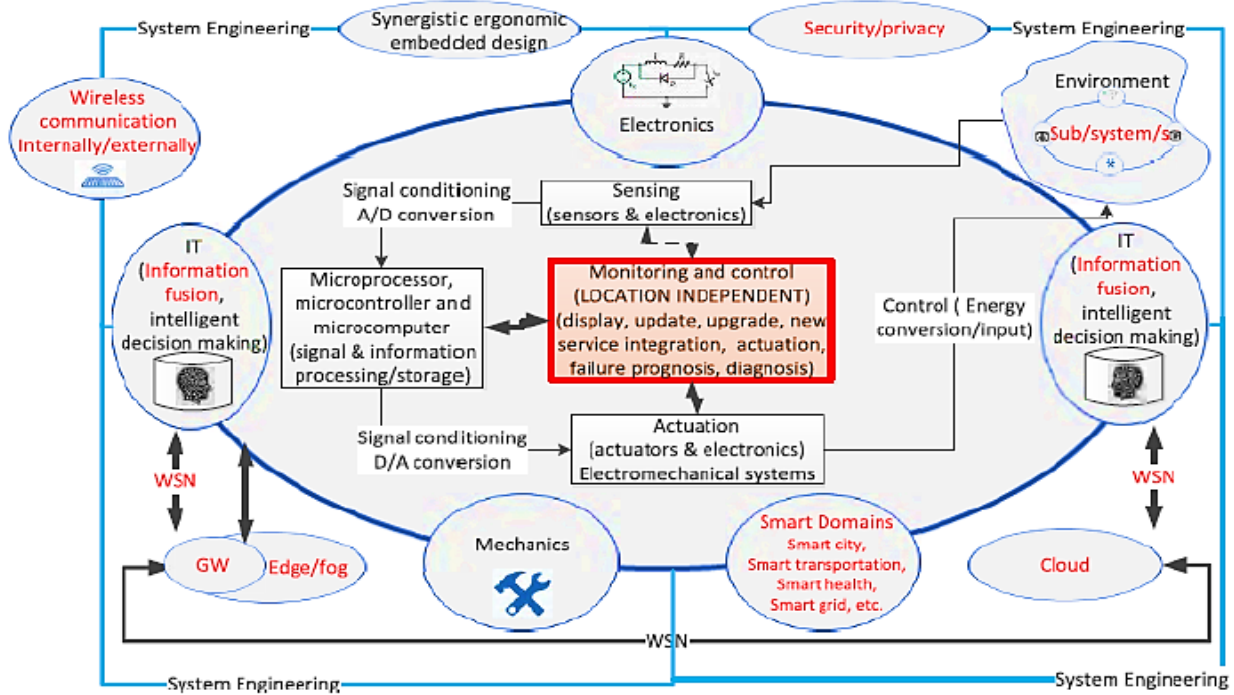 System Engineering
Synergistic ergonomic
embedded design
Security/privacy
System Engineering
Wireless
communication
Internally/externally
Electronics
Environment
Sub/system/s
Signal conditioning
A/D conversion
Sensing
(sensors & electronics)
IT
(Information
fusion,
intelligent
decision making)
Microprocessor,
microcontroller and
microcomputer
(signal & information
processing/storage)
Monitoring and control
(LOCATION INDEPENDENT)
(display, update, upgrade, new
service integration, actuation,
failure prognosis, diagnosis)
Control ( Energy
conversion/input)
IT
(Information
fusion,
intelligent
decision making)
Signal conditioning
D/A conversion
Actuation
(actuators & electronics)
Electromechanical systems
WSN
WSN
GW
Edge/fog
Mechanics
Smart Domains
Smart city,
Smart transportation,
Smart health,
Smart grid, etc.
Cloud
WSN
System Engineering
System Engineering